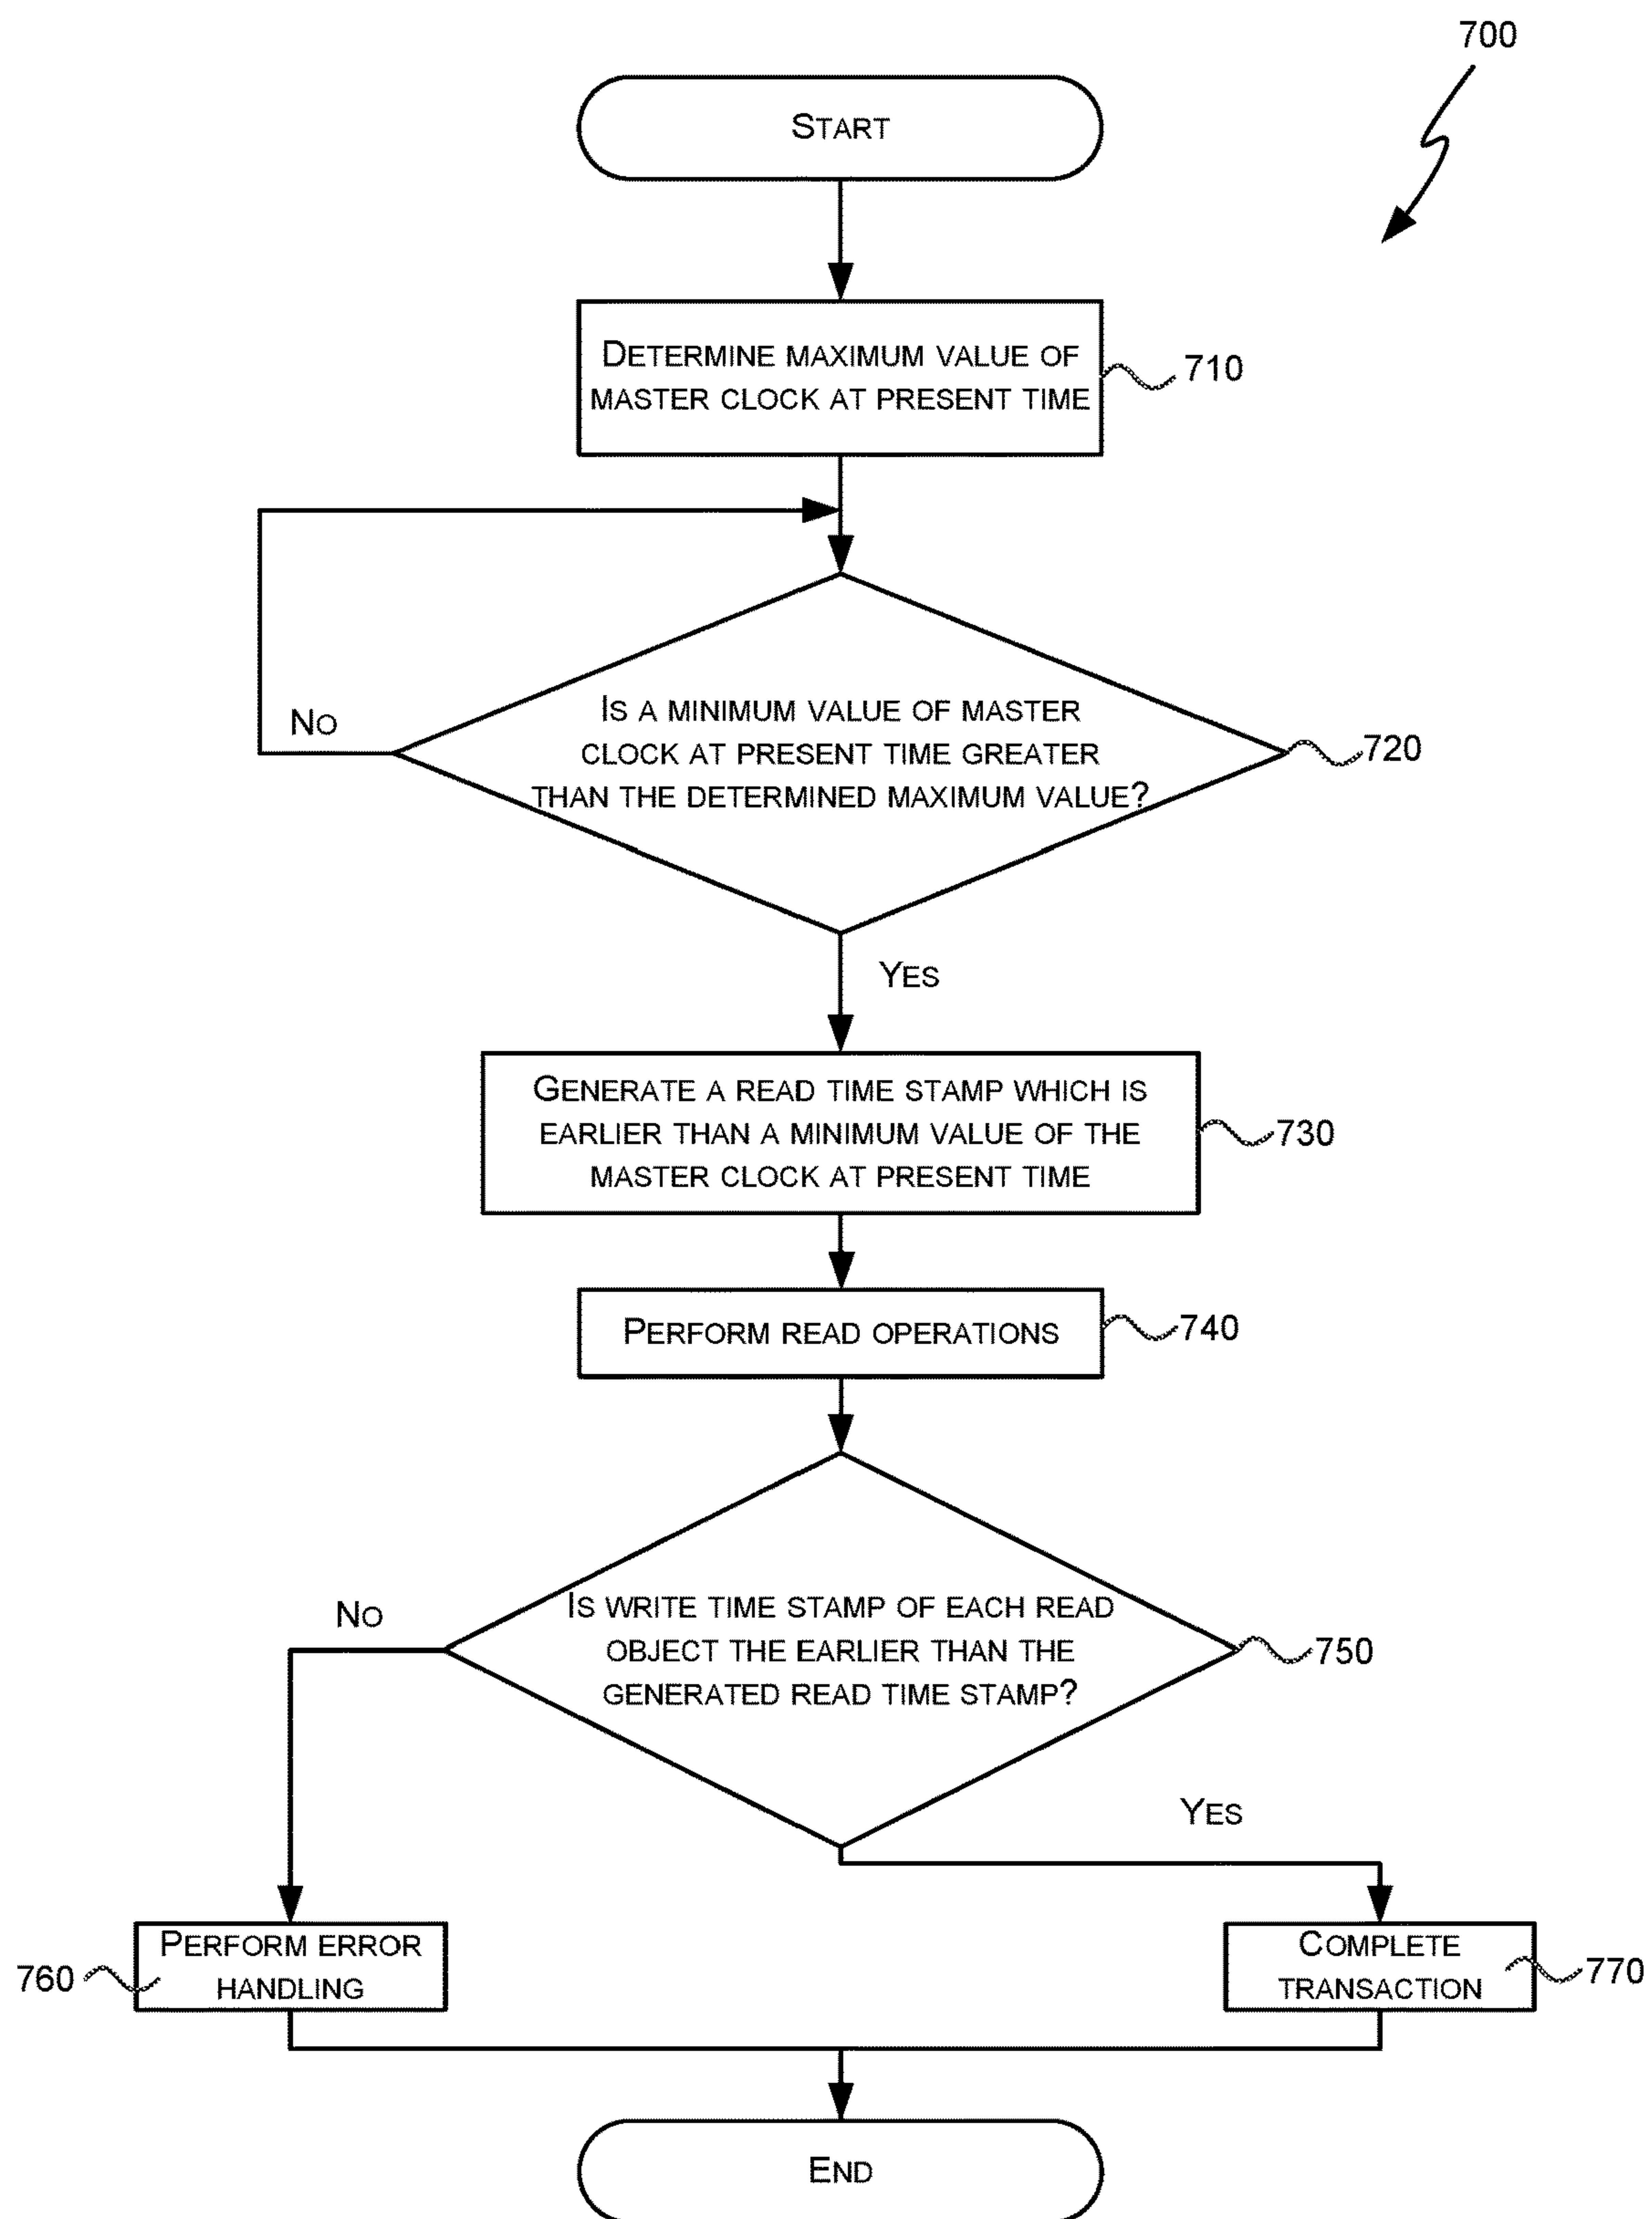 700
START
DETERMINE MAXIMUM VALUE OF
MASTER CLOCK AT PRESENT TIME
710
IS A MINIMUM VALUE OF MASTER
CLOCK AT PRESENT TIME GREATER
THAN THE DETERMINED MAXIMUM VALUE?
720
NO
YES
GENERATE A READ TIME STAMP WHICH IS
EARLIER THAN A MINIMUM VALUE OF THE
MASTER CLOCK AT PRESENT TIME
730
PERFORM READ OPERATIONS
740
IS WRITE TIME STAMP OF EACH READ
OBJECT THE EARLIER THAN THE
GENERATED READ TIME STAMP?
750
NO
YES
PERFORM ERROR
HANDLING
760
COMPLETE
TRANSACTION
770
END